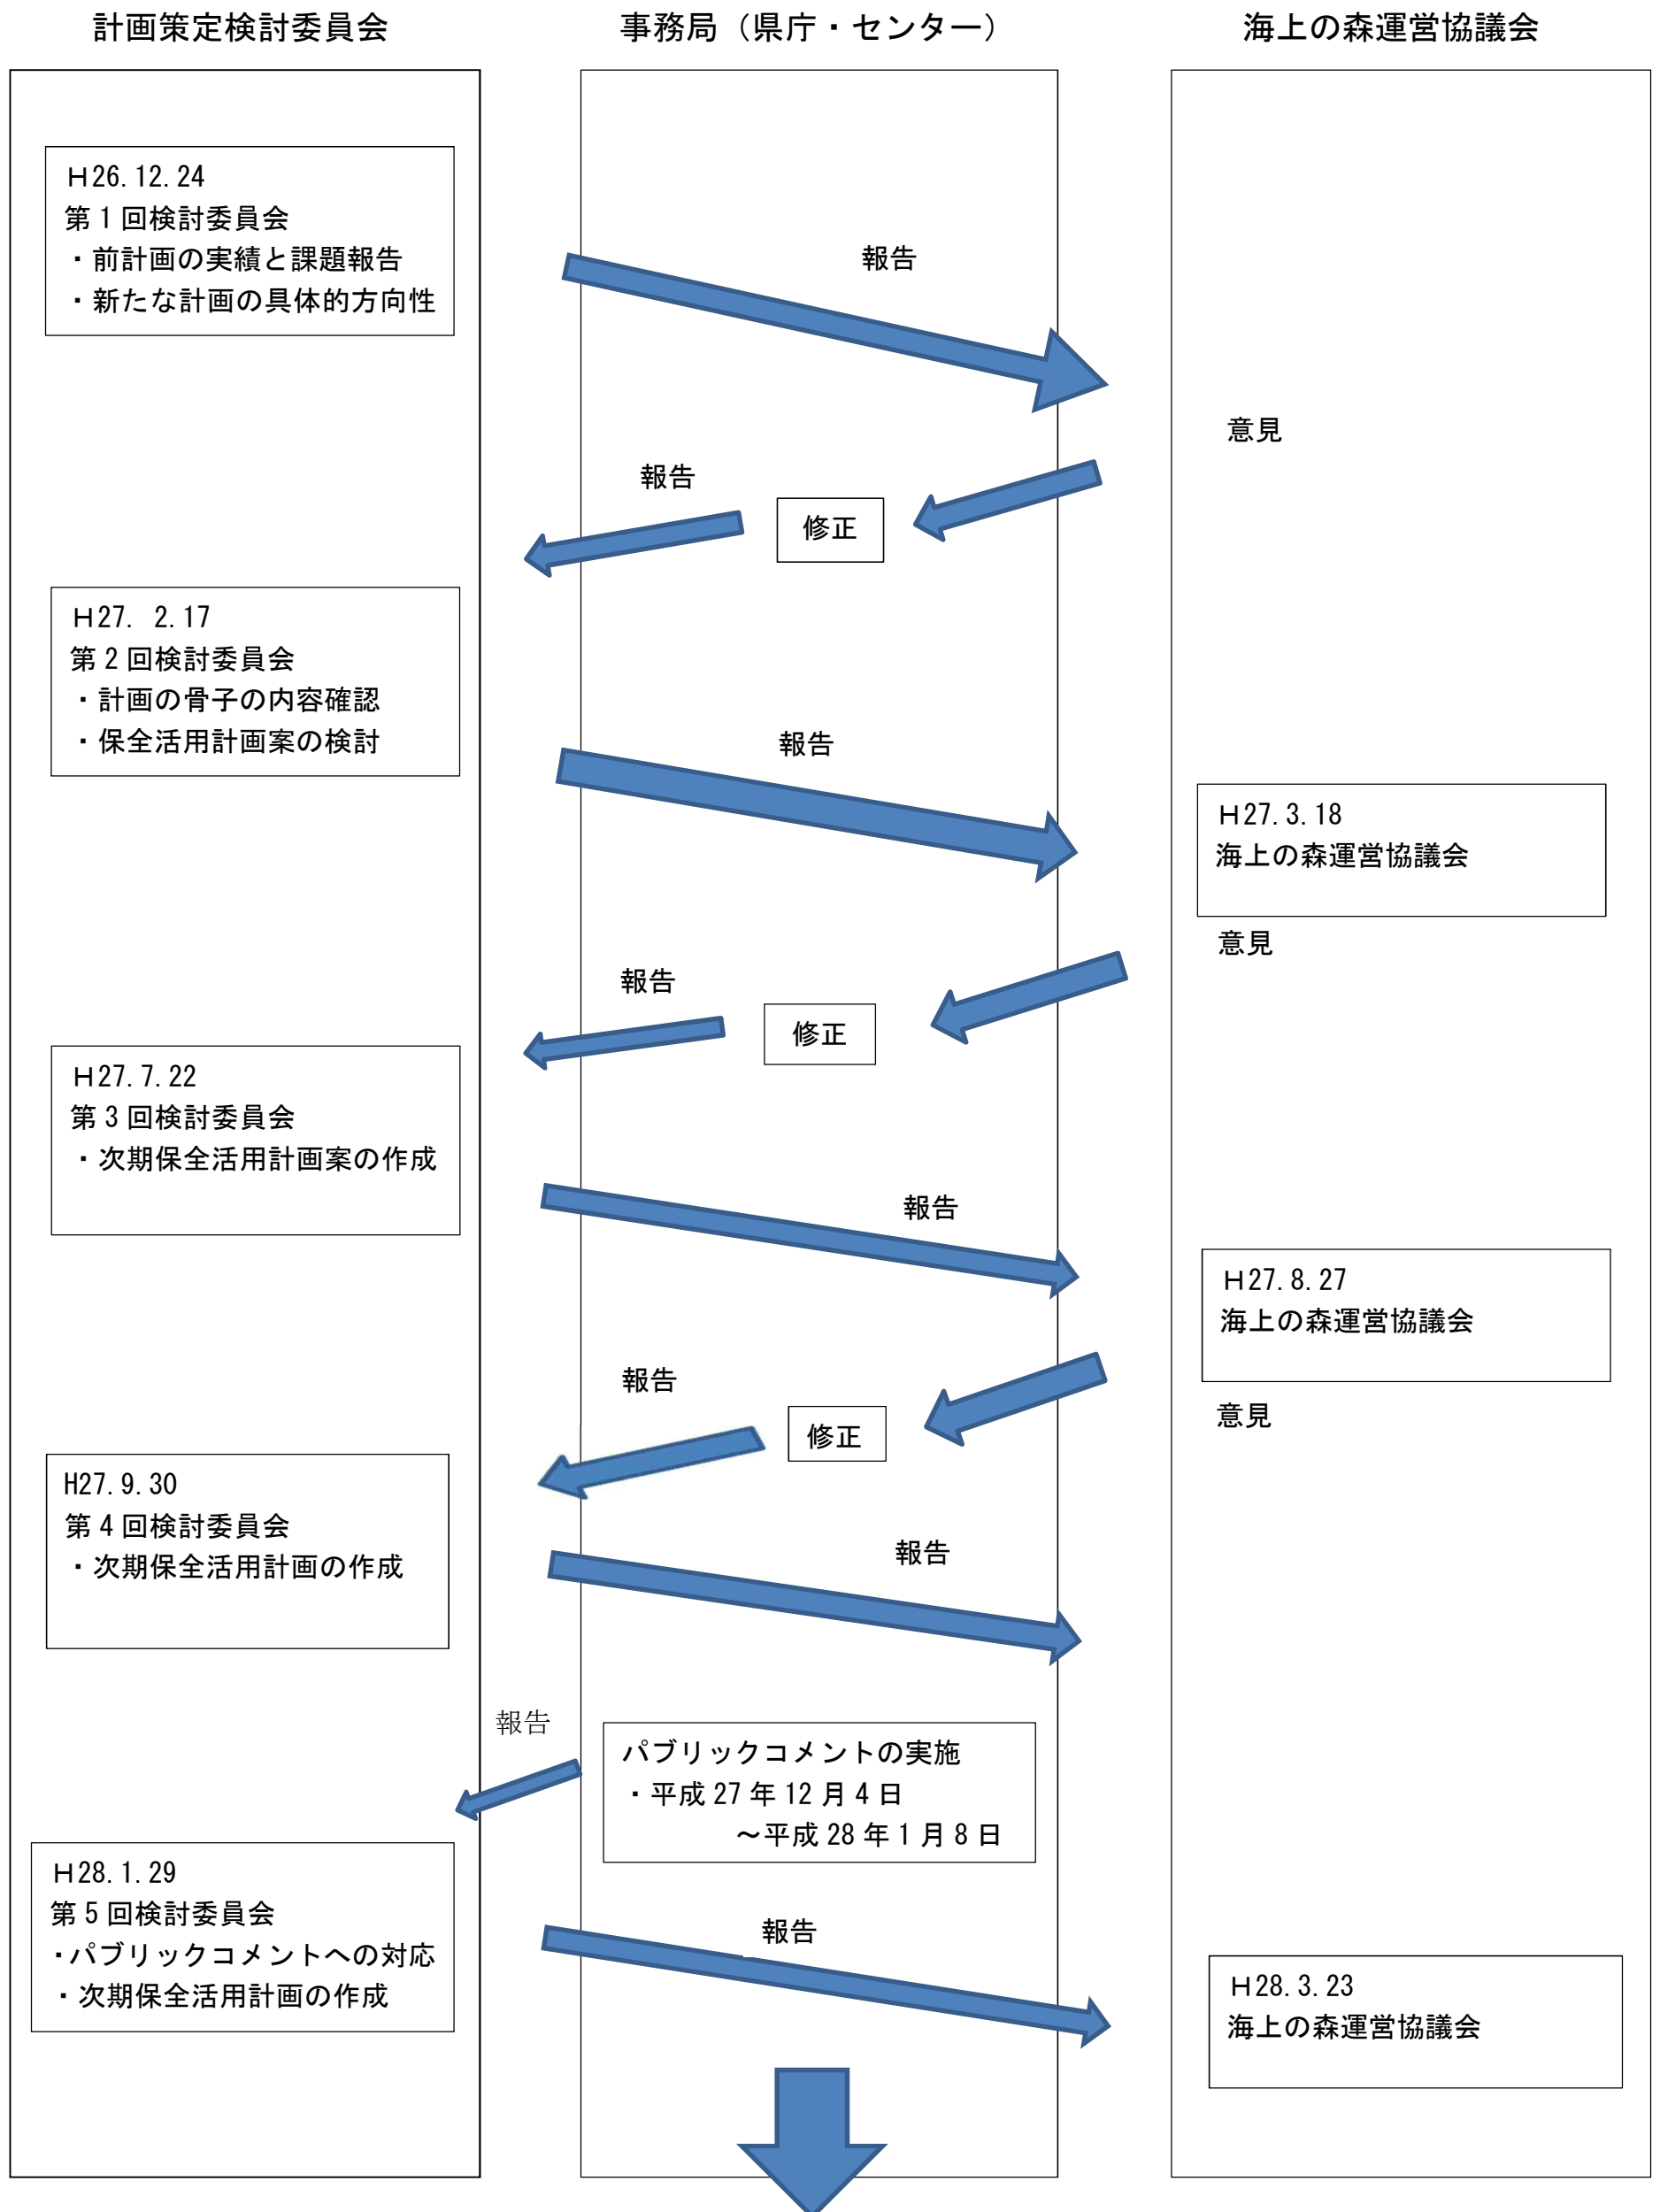 計画策定検討委員会
事務局（県庁・センター）
海上の森運営協議会
Ｈ26.12.24
第１回検討委員会
・前計画の実績と課題報告
・新たな計画の具体的方向性
報告
意見
報告
修正
Ｈ27. 2.17
第２回検討委員会
・計画の骨子の内容確認
・保全活用計画案の検討
報告
Ｈ27.3.18
海上の森運営協議会
意見
報告
修正
Ｈ27.7.22
第３回検討委員会
・次期保全活用計画案の作成
報告
Ｈ27.8.27
海上の森運営協議会
意見
報告
修正
H27.9.30
第４回検討委員会
・次期保全活用計画の作成
報告
報告
パブリックコメントの実施
・平成 27 年 12 月 4 日
～平成 28 年 1 月 8 日
Ｈ28.1.29
第５回検討委員会
・パブリックコメントへの対応
・次期保全活用計画の作成
報告
Ｈ28.3.23
海上の森運営協議会